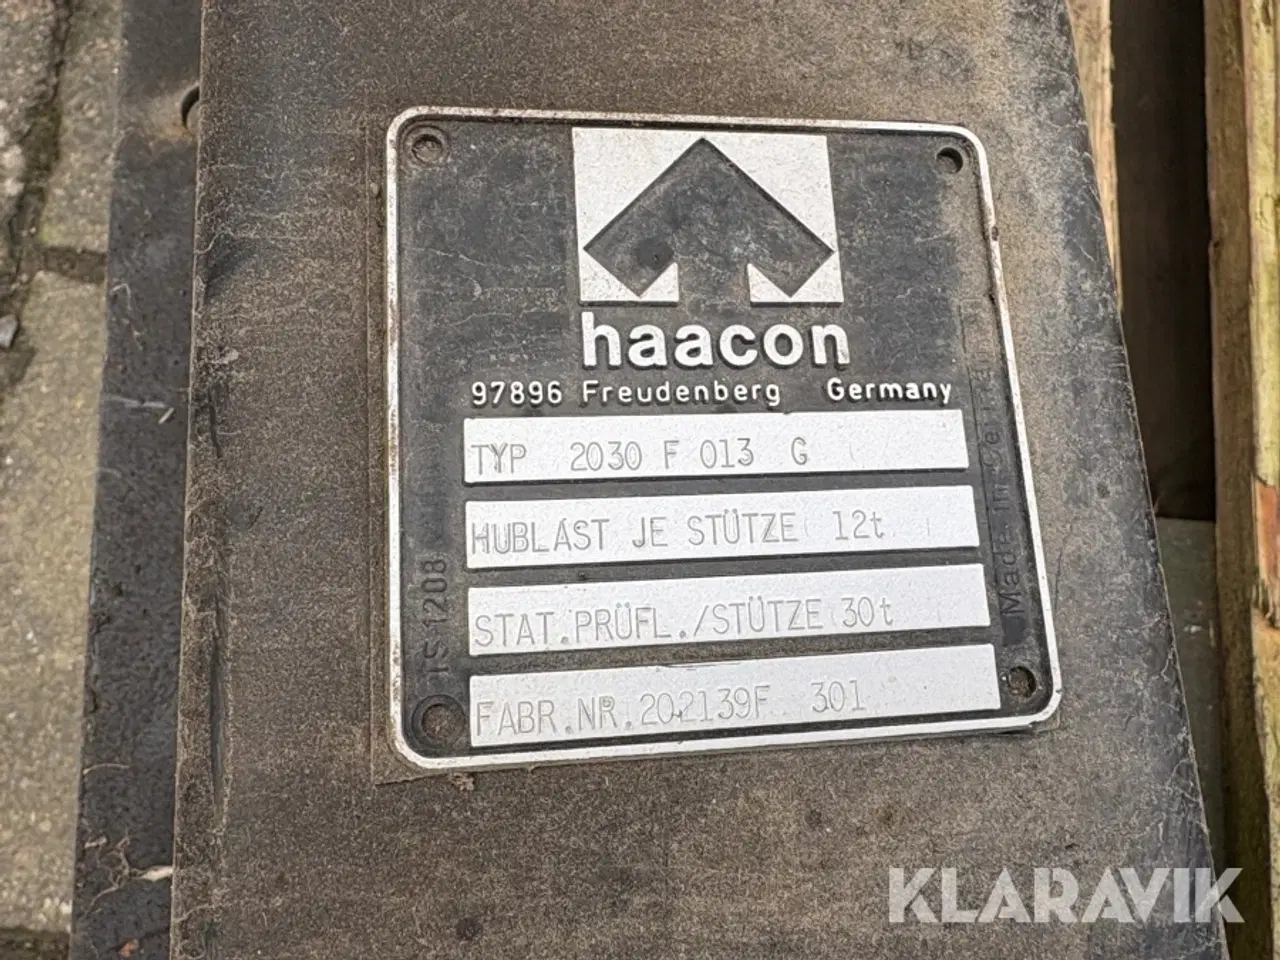 haacon
97896 Freudenberg Germany
TYP 2030 F 013 G
HUBLAST JE STÜTZE 12t
STAT.PRÜFL./STÜTZE 30t
FABR.NR.202139F 301
TS 1208
Made in Germany
KLARAVIK